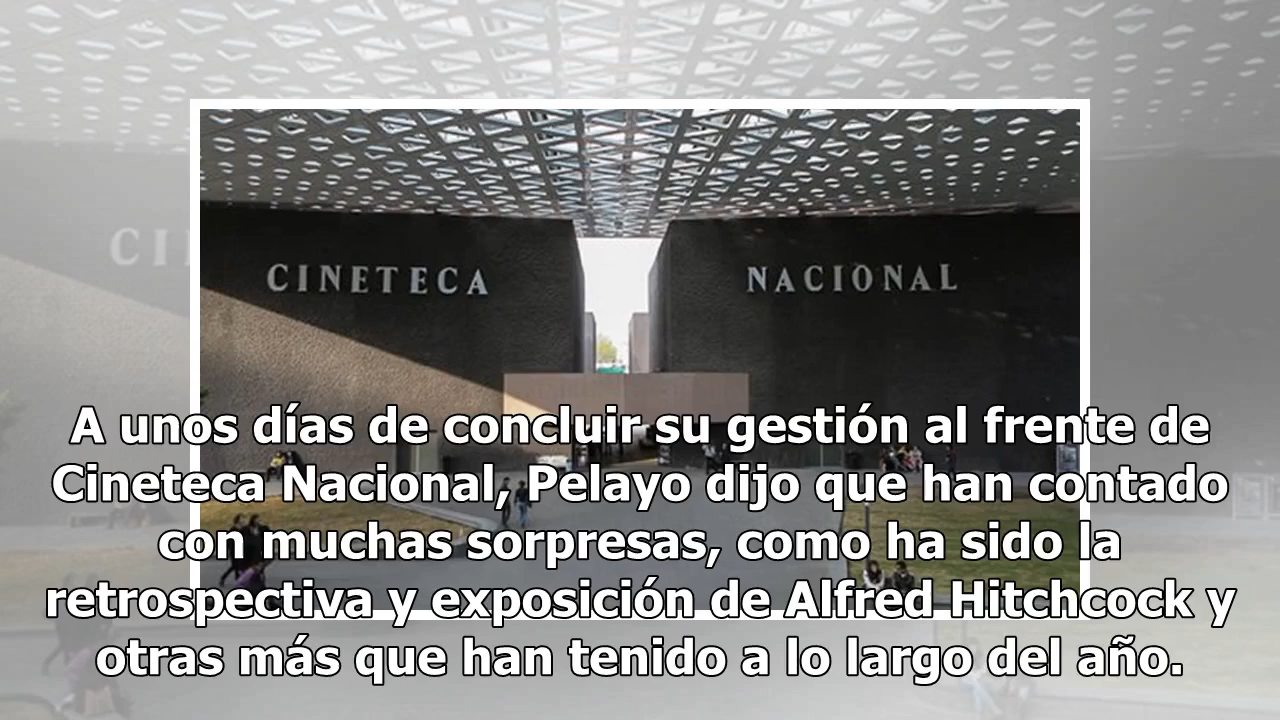 CI
CINETECA NACIONAL
A unos días de concluir su gestión al frente de
Cineteca Nacional, Pelayo dijo que han contado
con muchas sorpresas, como ha sido la
retrospectiva y exposición de Alfred Hitchcock y
otras más que han tenido a lo largo del año.